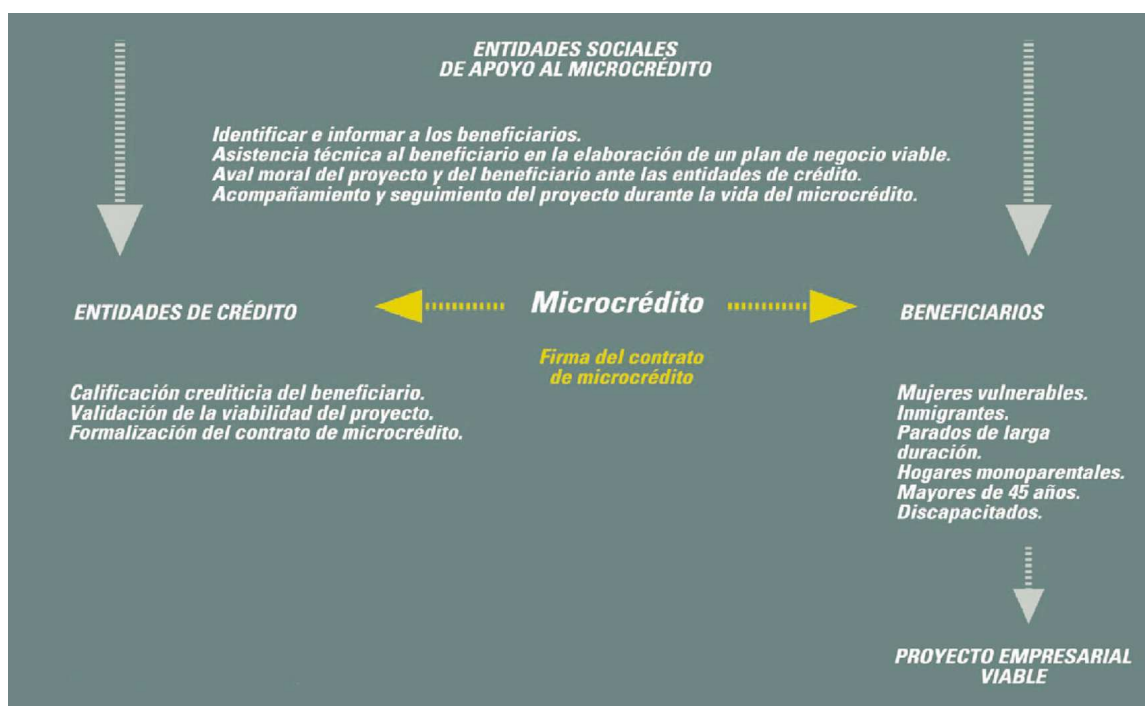 ENTIDADES SOCIALES
DE APOYO AL MICROCRÉDITO
Identificar e informar a los beneficiarios.
Asistencia técnica al beneficiario en la elaboración de un plan de negocio viable.
Aval moral del proyecto y del beneficiario ante las entidades de crédito.
Acompañamiento y seguimiento del proyecto durante la vida del microcrédito.
ENTIDADES DE CRÉDITO
Microcrédito
BENEFICIARIOS
Firma del contrato
de microcrédito
Calificación crediticia del beneficiario.
Validación de la viabilidad del proyecto.
Formalización del contrato de microcrédito.
Mujeres vulnerables.
Inmigrantes.
Parados de larga
duración.
Hogares monoparentales.
Mayores de 45 años.
Discapacitados.
PROYECTO EMPRESARIAL
VIABLE